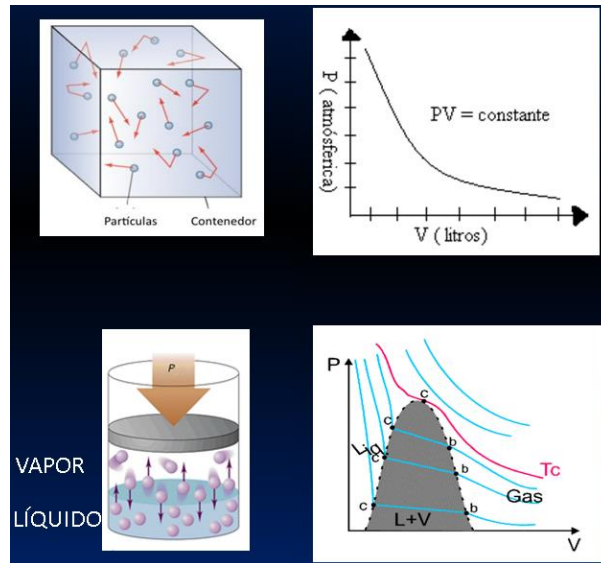 Partículas
Contenedor
P ( atmósferica)
PV = constante
V ( litros)
P
VAPOR
LÍQUIDO
P
c
c
b
Liq
c
b
Tc
Gas
c
b
L+V
V